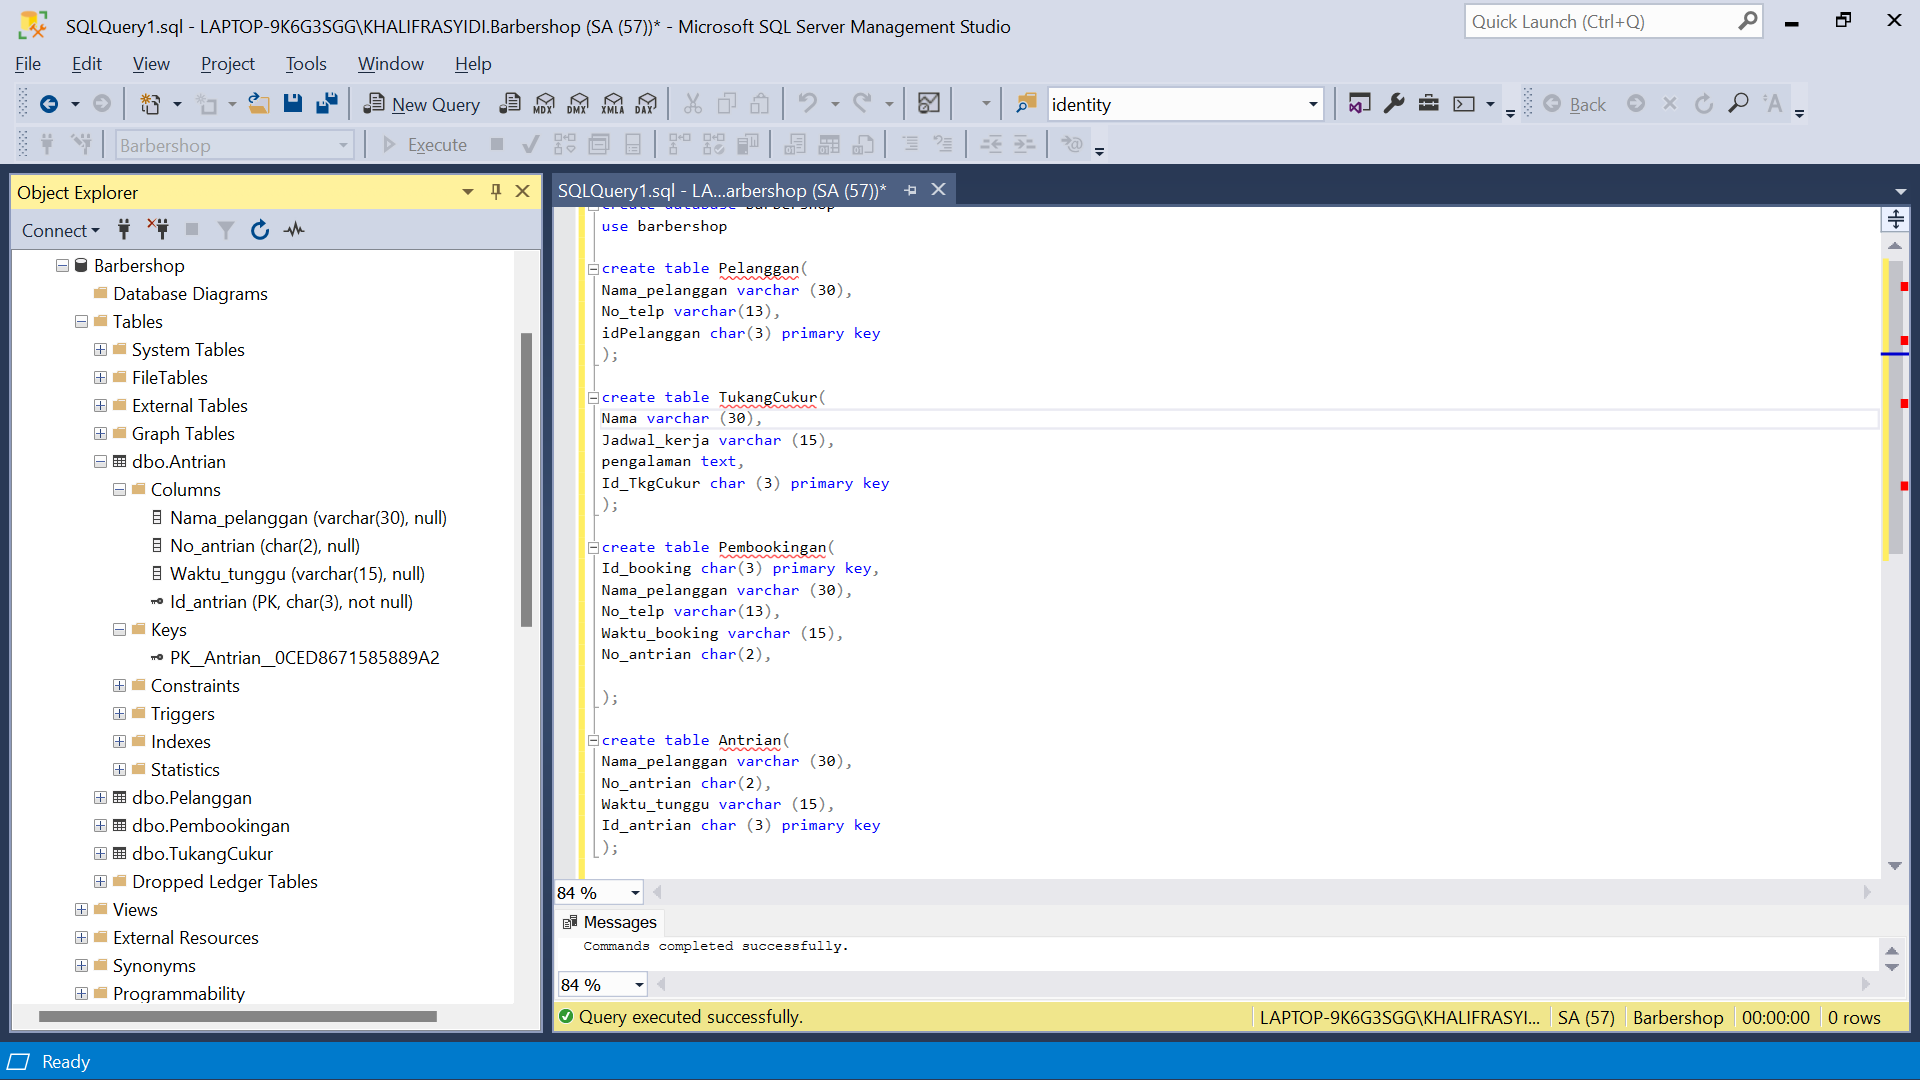 SQLQuery1.sql - LAPTOP-9K6G3SGG\KHALIFRASYIDI.Barbershop (SA (57))* - Microsoft SQL Server Management Studio
Quick Launch (Ctrl+Q)
File Edit View Project Tools Window Help
New Query MDX DMX XMLA DAX identity Back
Barbershop Execute
Object Explorer
Connect
Barbershop
Database Diagrams
Tables
System Tables
FileTables
External Tables
Graph Tables
dbo.Antrian
Columns
Nama_pelanggan (varchar(30), null)
No_antrian (char(2), null)
Waktu_tunggu (varchar(15), null)
Id_antrian (PK, char(3), not null)
Keys
PK__Antrian__0CED8671585889A2
Constraints
Triggers
Indexes
Statistics
dbo.Pelanggan
dbo.Pembookingan
dbo.TukangCukur
Dropped Ledger Tables
Views
External Resources
Synonyms
Programmability
SQLQuery1.sql - LA...arbershop (SA (57))*
create database barbershop
use barbershop
create table Pelanggan(
Nama_pelanggan varchar (30),
No_telp varchar(13),
idPelanggan char(3) primary key
);
create table TukangCukur(
Nama varchar (30),
Jadwal_kerja varchar (15),
pengalaman text,
Id_TkgCukur char (3) primary key
);
create table Pembookingan(
Id_booking char(3) primary key,
Nama_pelanggan varchar (30),
No_telp varchar(13),
Waktu_booking varchar (15),
No_antrian char(2),
);
create table Antrian(
Nama_pelanggan varchar (30),
No_antrian char(2),
Waktu_tunggu varchar (15),
Id_antrian char (3) primary key
);
84 %
Messages
Commands completed successfully.
84 %
Query executed successfully.
LAPTOP-9K6G3SGG\KHALIFRASYI... SA (57) Barbershop 00:00:00 0 rows
Ready